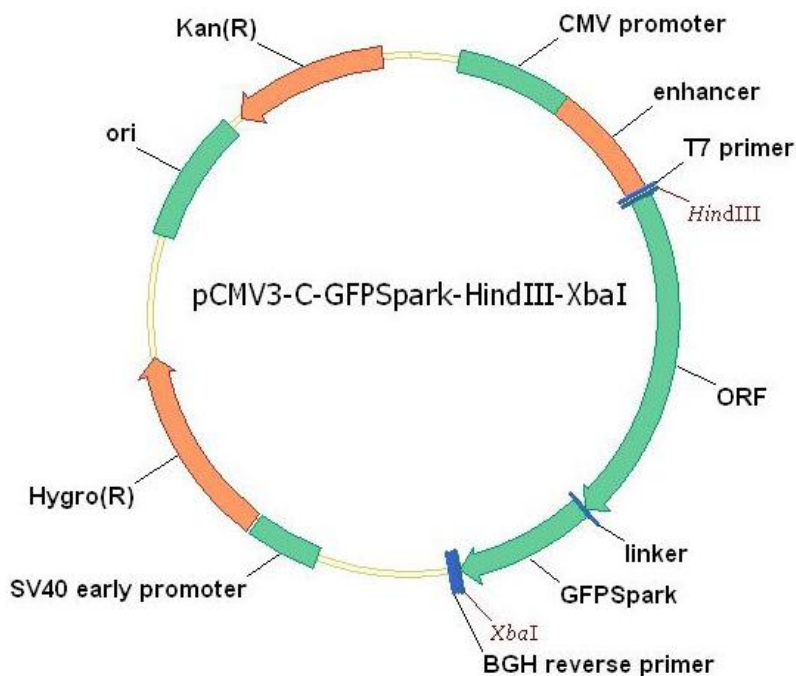 Kan(R)
CMV promoter
enhancer
ori
T7 primer
HindIII
pCMV3-C-GFPSpark-HindIII-XbaI
ORF
Hygro(R)
linker
SV40 early promoter
GFPSpark
XbaI
BGH reverse primer